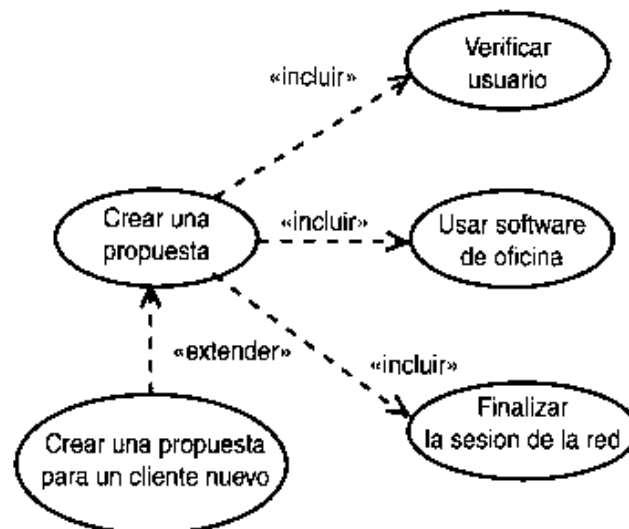 Verificar
usuario
«incluir»
Crear una
propuesta
«incluir»
Usar software
de oficina
«extender»
«incluir»
Finalizar
la sesion de la red
Crear una propuesta
para un cliente nuevo